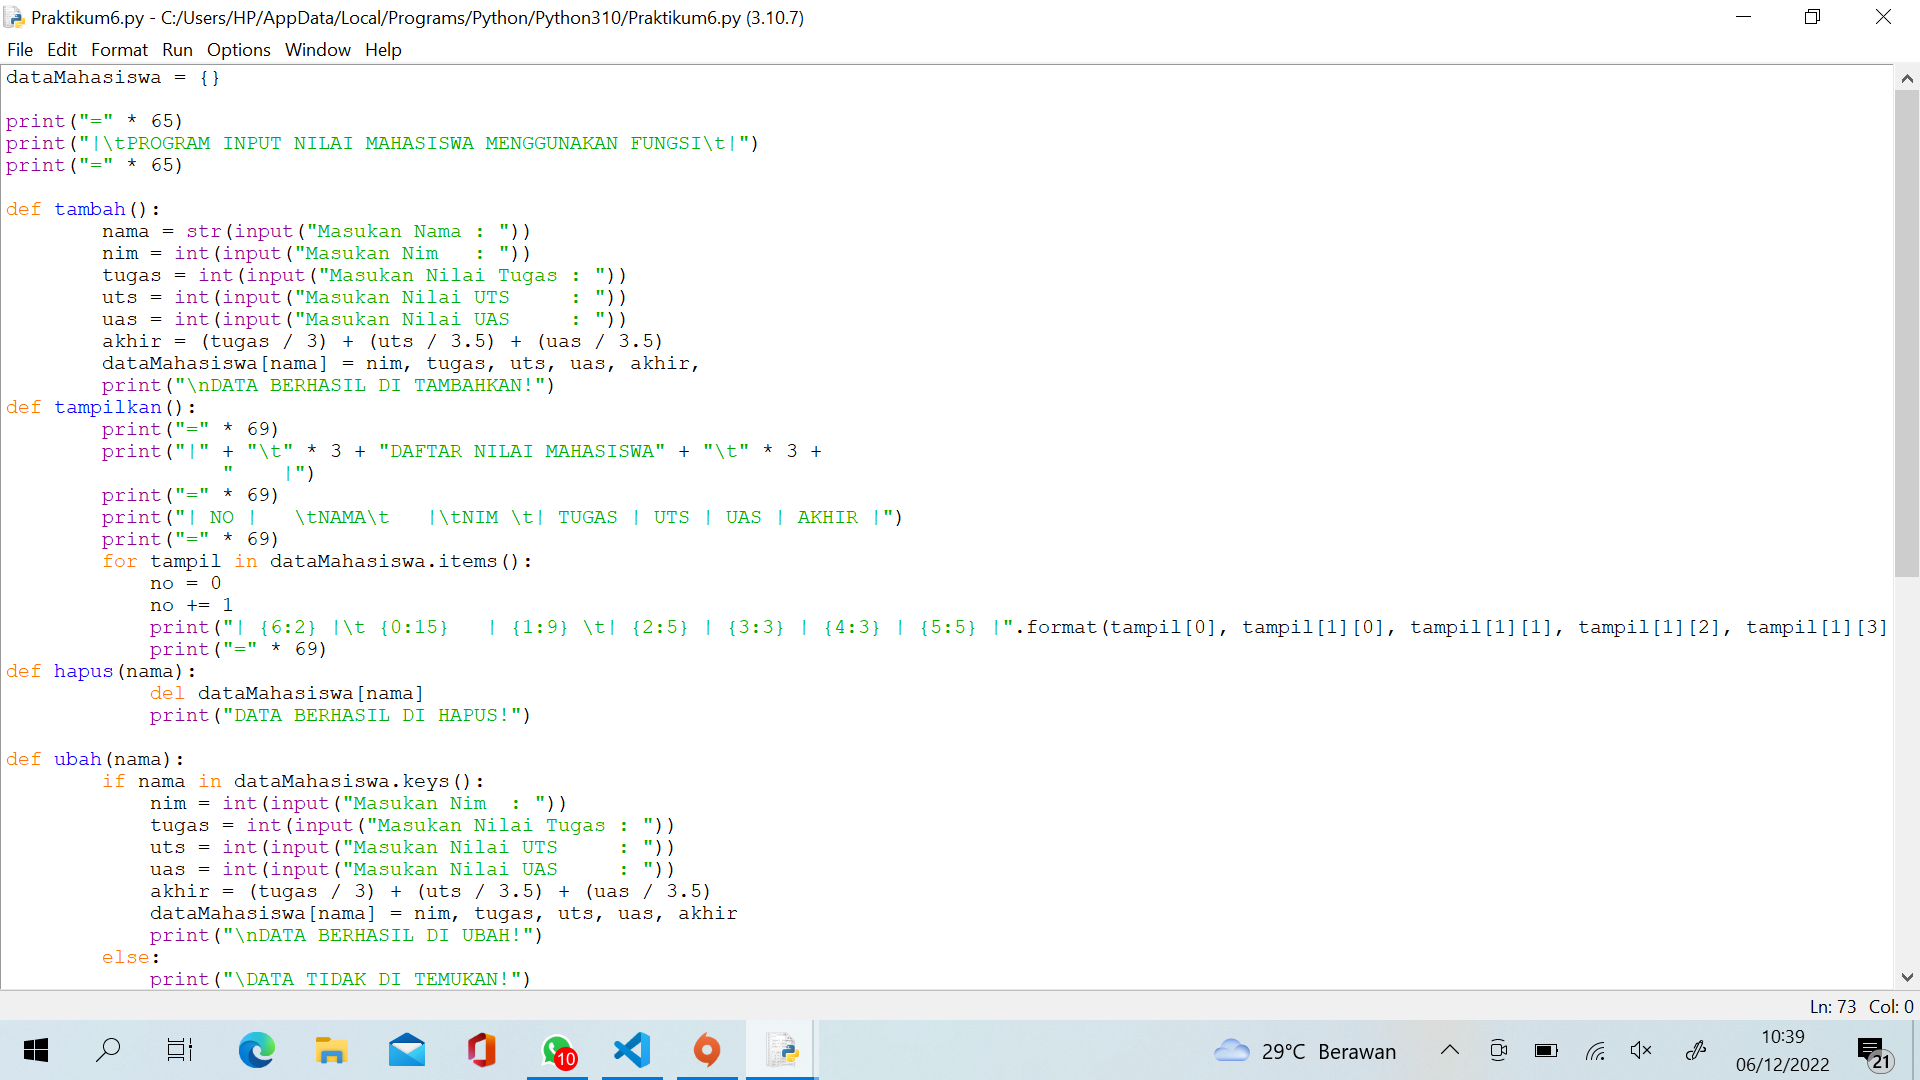 Praktikum6.py - C:/Users/HP/AppData/Local/Programs/Python/Python310/Praktikum6.py (3.10.7)
File Edit Format Run Options Window Help
dataMahasiswa = {}

print("=" * 65)
print("|\tPROGRAM INPUT NILAI MAHASISWA MENGGUNAKAN FUNGSI\t|")
print("=" * 65)

def tambah():
        nama = str(input("Masukan Nama : "))
        nim = int(input("Masukan Nim   : "))
        tugas = int(input("Masukan Nilai Tugas : "))
        uts = int(input("Masukan Nilai UTS     : "))
        uas = int(input("Masukan Nilai UAS     : "))
        akhir = (tugas / 3) + (uts / 3.5) + (uas / 3.5)
        dataMahasiswa[nama] = nim, tugas, uts, uas, akhir,
        print("\nDATA BERHASIL DI TAMBAHKAN!")
def tampilkan():
        print("=" * 69)
        print("|" + "\t" * 3 + "DAFTAR NILAI MAHASISWA" + "\t" * 3 +
                  "    |")
        print("=" * 69)
        print("| NO |   \tNAMA\t   |\tNIM \t| TUGAS | UTS | UAS | AKHIR |")
        print("=" * 69)
        for tampil in dataMahasiswa.items():
            no = 0
            no += 1
            print("| {6:2} |\t {0:15}   | {1:9} \t| {2:5} | {3:3} | {4:3} | {5:5} |".format(tampil[0], tampil[1][0], tampil[1][1], tampil[1][2], tampil[1][3]
            print("=" * 69)
def hapus(nama):
            del dataMahasiswa[nama]
            print("DATA BERHASIL DI HAPUS!")

def ubah(nama):
        if nama in dataMahasiswa.keys():
            nim = int(input("Masukan Nim  : "))
            tugas = int(input("Masukan Nilai Tugas : "))
            uts = int(input("Masukan Nilai UTS     : "))
            uas = int(input("Masukan Nilai UAS     : "))
            akhir = (tugas / 3) + (uts / 3.5) + (uas / 3.5)
            dataMahasiswa[nama] = nim, tugas, uts, uas, akhir
            print("\nDATA BERHASIL DI UBAH!")
        else:
            print("\DATA TIDAK DI TEMUKAN!")
Ln: 73 Col: 0
10
29°C Berawan
10:39
06/12/2022
21